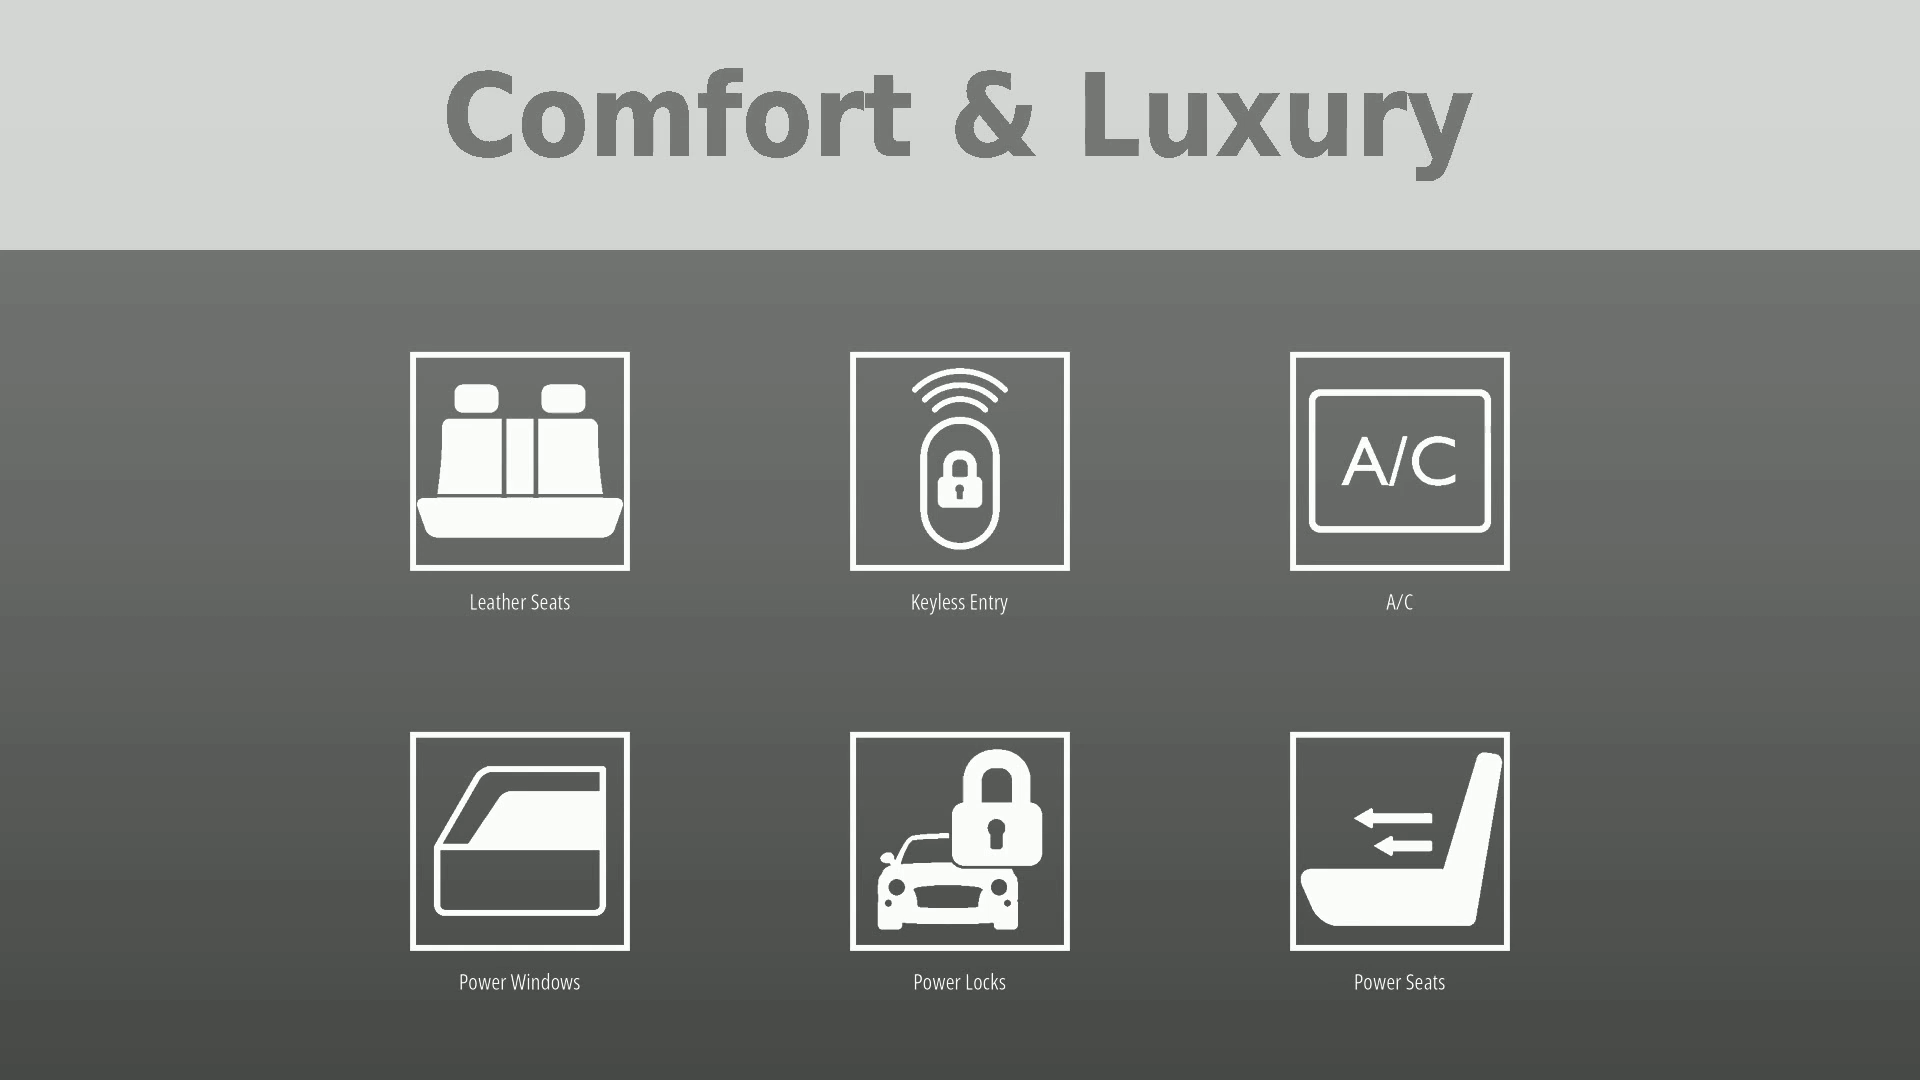 Comfort & Luxury
A/C
Leather Seats
Keyless Entry
A/C
Power Windows
Power Locks
Power Seats